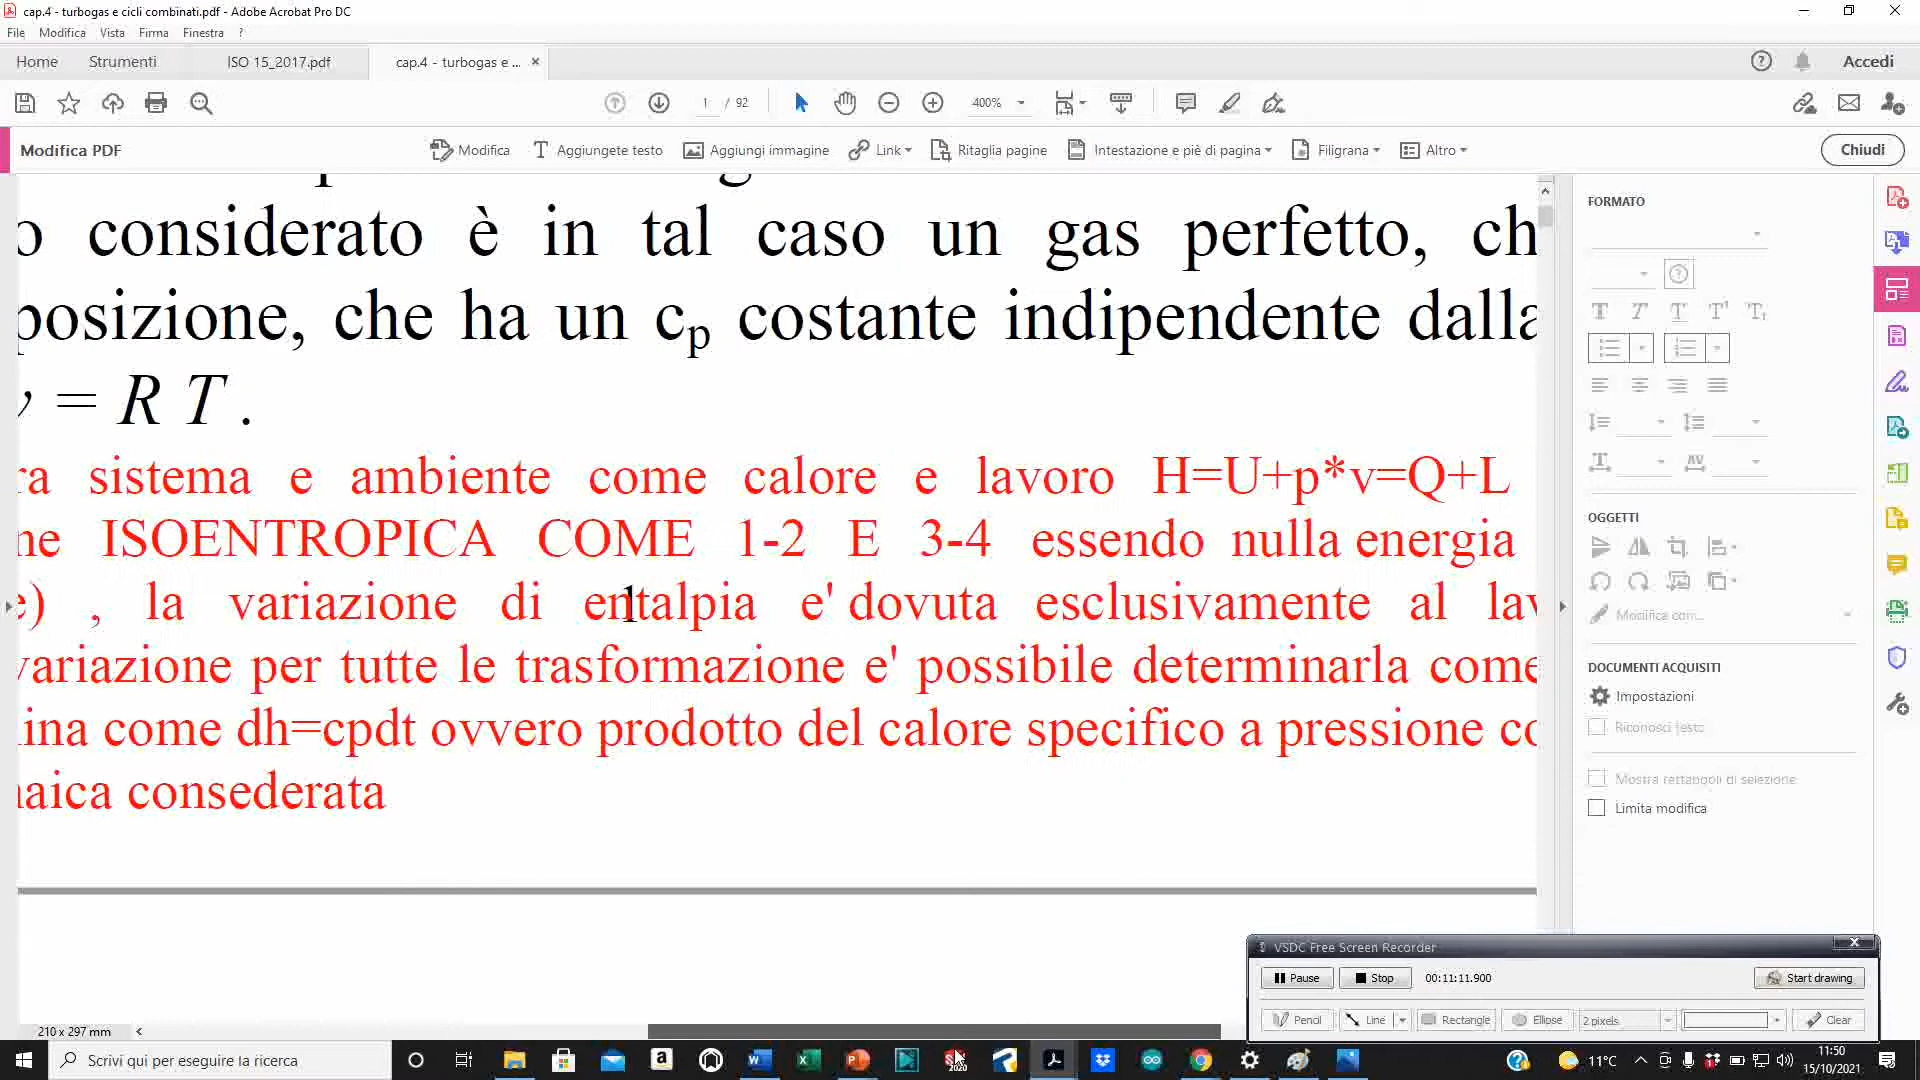 cap.4 - turbogas e cicli combinati.pdf - Adobe Acrobat Pro DC
File Modifica Vista Firma Finestra ?
Home Strumenti ISO 15_2017.pdf cap.4 - turbogas e ... × Accedi
1 / 92 400%
Modifica PDF Modifica Aggiungete testo Aggiungi immagine Link Ritaglia pagine Intestazione e piè di pagina Filigrana Altro Chiudi
o considerato è in tal caso un gas perfetto, ch
posizione, che ha un cp costante indipendente dalla
v = R T .
ra sistema e ambiente come calore e lavoro H=U+p*v=Q+L
ne ISOENTROPICA COME 1-2 E 3-4 essendo nulla energia
e) , la variazione di entalpia e' dovuta esclusivamente al lav
variazione per tutte le trasformazione e' possibile determinarla come
ina come dh=cpdt ovvero prodotto del calore specifico a pressione co
maica consederata
FORMATO
OGGETTI
Modifica con...
DOCUMENTI ACQUISITI
Impostazioni
Riconosci testo
Mostra rettangoli di selezione
Limita modifica
VSDC Free Screen Recorder
Pause Stop 00:11:11.900 Start drawing
Pencil Line Rectangle Ellipse 2 pixels Clear
210 x 297 mm
Scrivi qui per eseguire la ricerca
11°C
11:50
15/10/2021